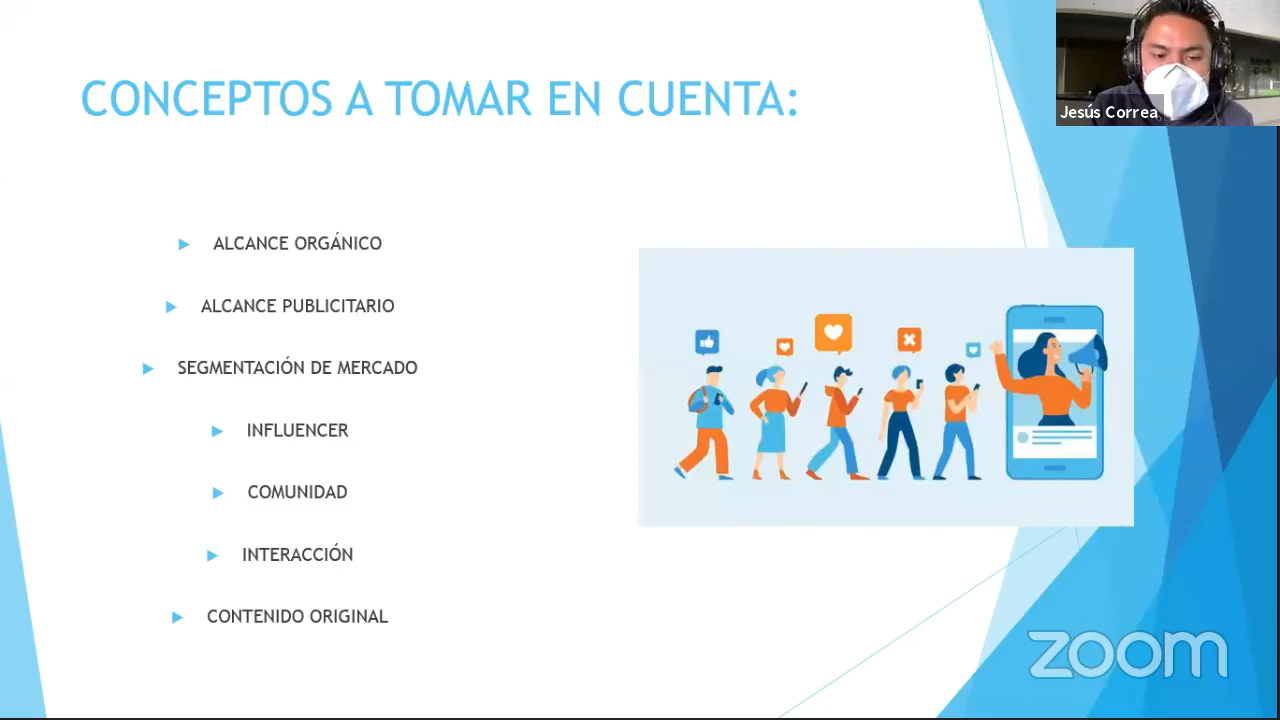 CONCEPTOS A TOMAR EN CUENTA:
Jesús Correa
ALCANCE ORGÁNICO
ALCANCE PUBLICITARIO
SEGMENTACIÓN DE MERCADO
INFLUENCER
COMUNIDAD
INTERACCIÓN
CONTENIDO ORIGINAL
zoom